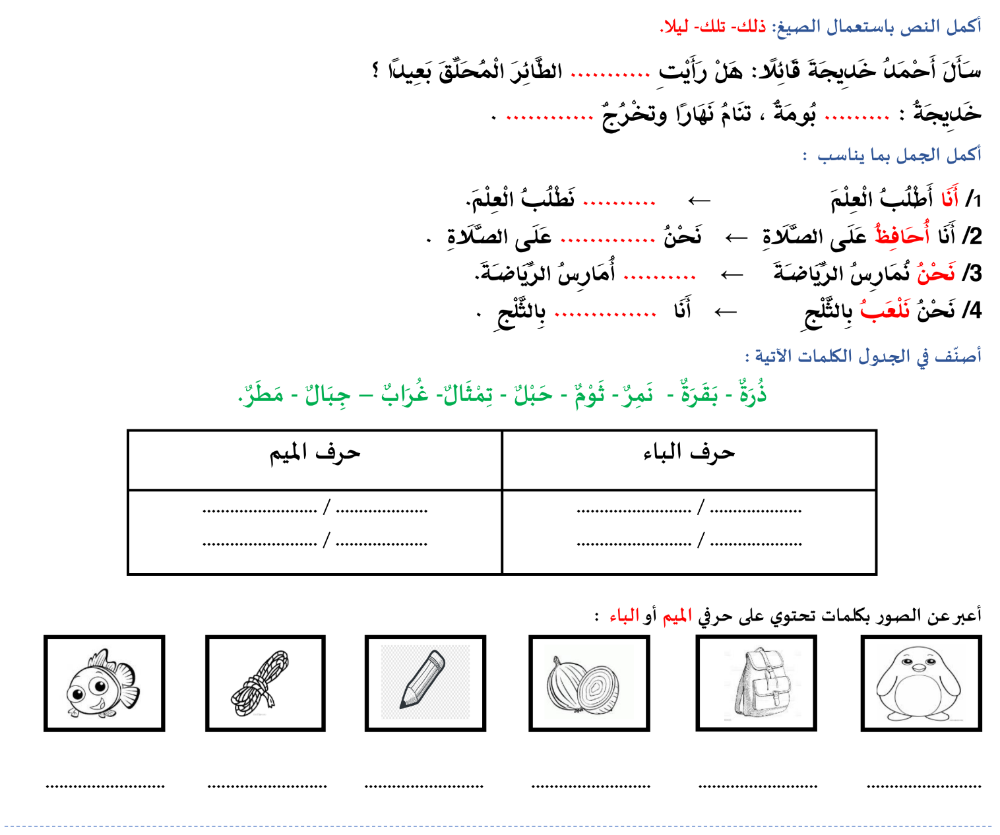 أكمل النص باستعمال الصيغ: ذلك- تلك- ليلا.
سَأَلَ أَحْمَدُ خَدِيجَةَ قَائِلًا: هَلْ رَأَيْتِ ........... الطَّائِرَ الْمُحَلِّقَ بَعِيدًا ؟
خَدِيجَةُ : ......... بُومَةٌ ، تنَامُ نَهَارًا وتخْرُجُ ............ .
أكمل الجمل بما يناسب :
1/ أَنَا أَطْلُبُ الْعِلْمَ ← .......... نَطْلُبُ الْعِلْمَ.
2/ أَنَا أُحَافِظُ عَلَى الصَّلَاةِ ← نَحْنُ ............. عَلَى الصَّلَاةِ .
3/ نَحْنُ نُمَارِسُ الرِّيَاضَةَ ← .......... أُمَارِسُ الرِّيَاضَةَ.
4/ نَحْنُ نَلْعَبُ بِالثَّلْجِ ← أَنَا .............. بِالثَّلْجِ .
أصنّف في الجدول الكلمات الآتية :
ذُرَةٌ - بَقَرَةٌ - نَمِرٌ - ثَوْمٌ - حَبْلٌ - تِمْثَالٌ- غُرَابٌ – جِبَالٌ - مَطَرٌ.
حرف الباء حرف الميم
.................... / ......................... .................... / .........................
.................... / ......................... .................... / .........................
أعبر عن الصور بكلمات تحتوي على حرفي الميم أو الباء :
......................... .......................... .......................... .......................... .......................... ..........................